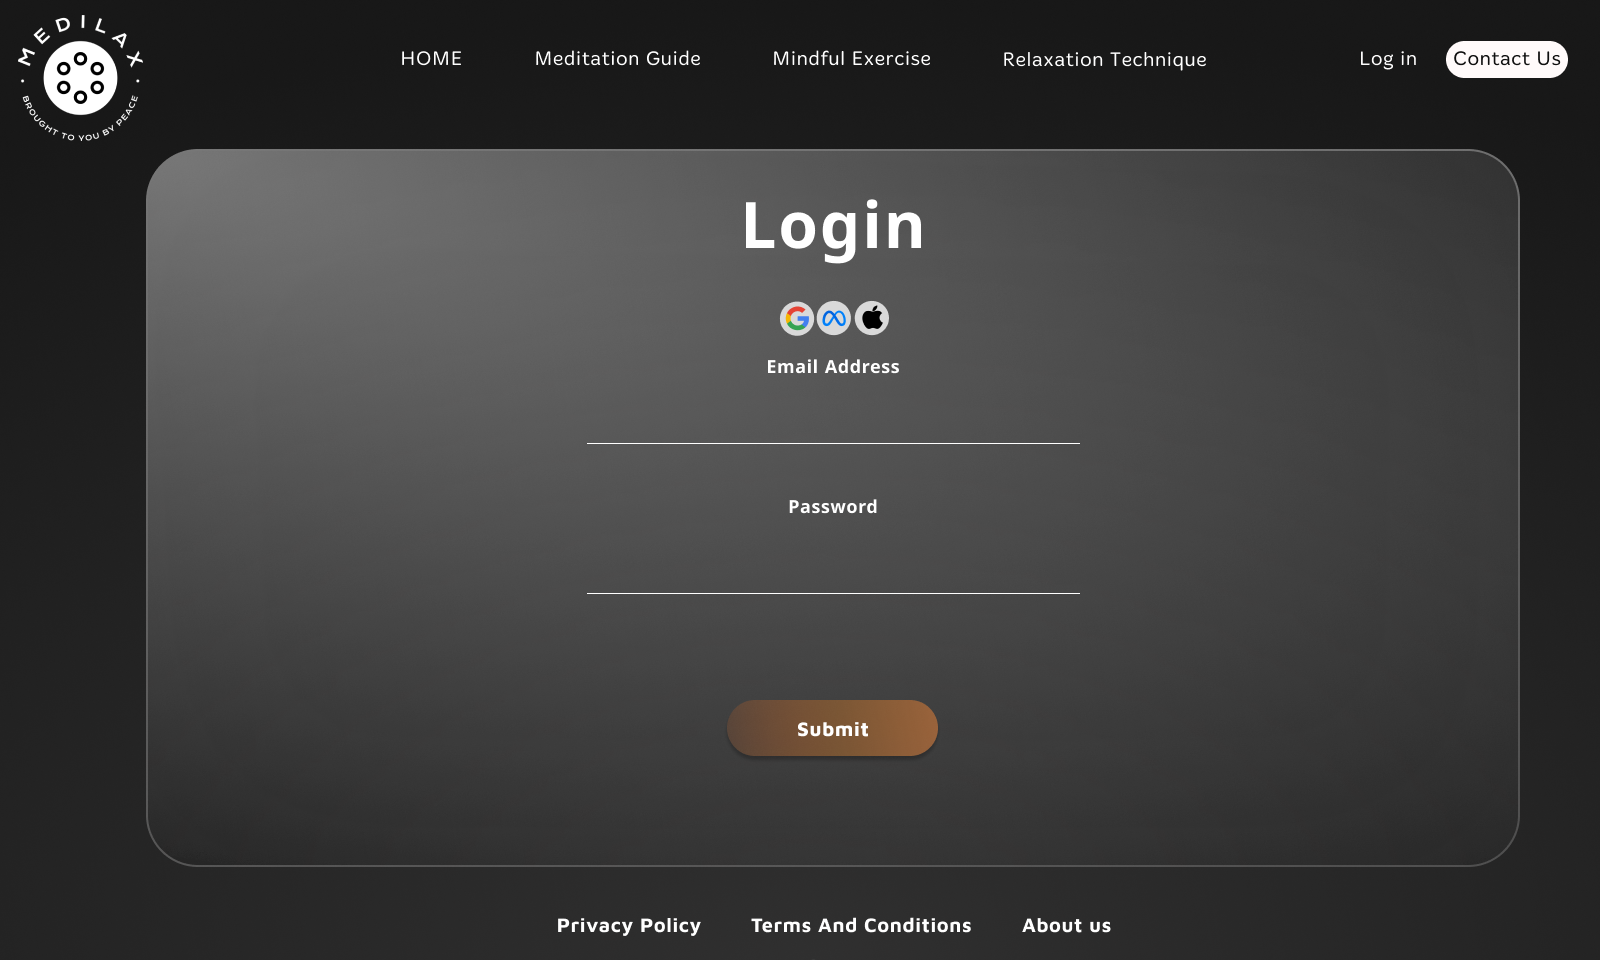 MEDILAX
BROUGHT TO YOU BY PEACE
HOME
Meditation Guide
Mindful Exercise
Relaxation Technique
Log in
Contact Us
Login
Email Address
Password
Submit
Privacy Policy
Terms And Conditions
About us